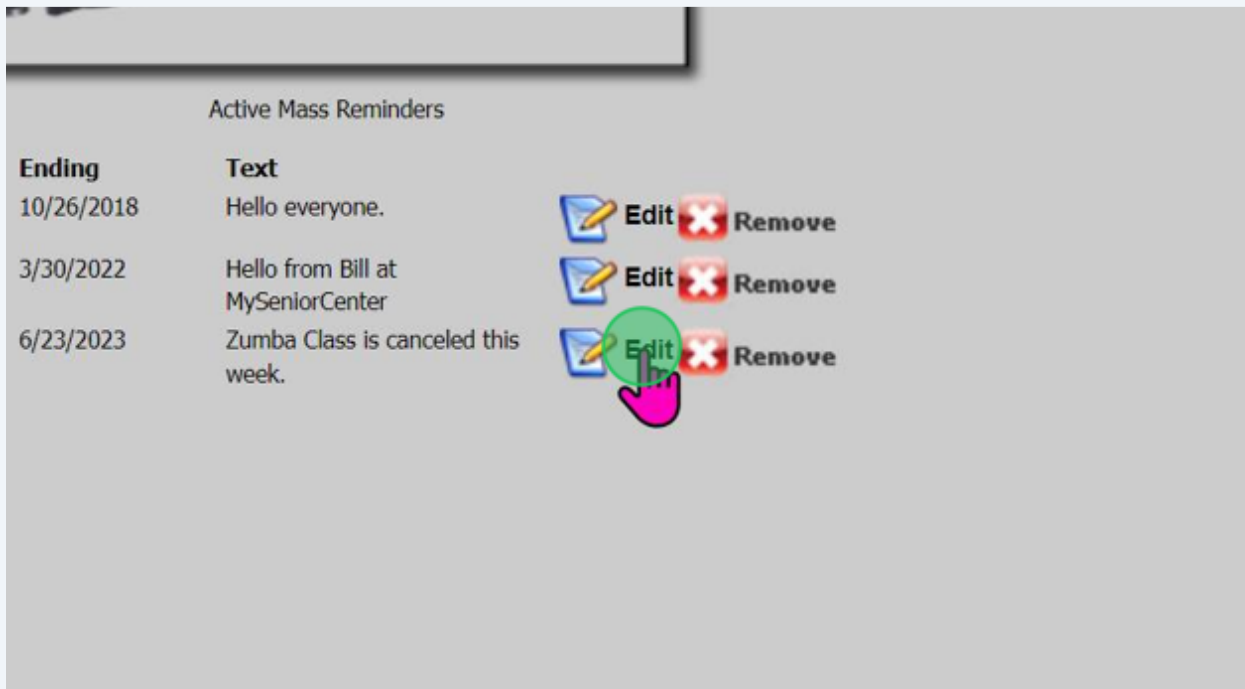 Active Mass Reminders
Ending Text
10/26/2018 Hello everyone. Edit Remove
3/30/2022 Hello from Bill at Edit Remove
MySeniorCenter
6/23/2023 Zumba Class is canceled this Edit Remove
week.